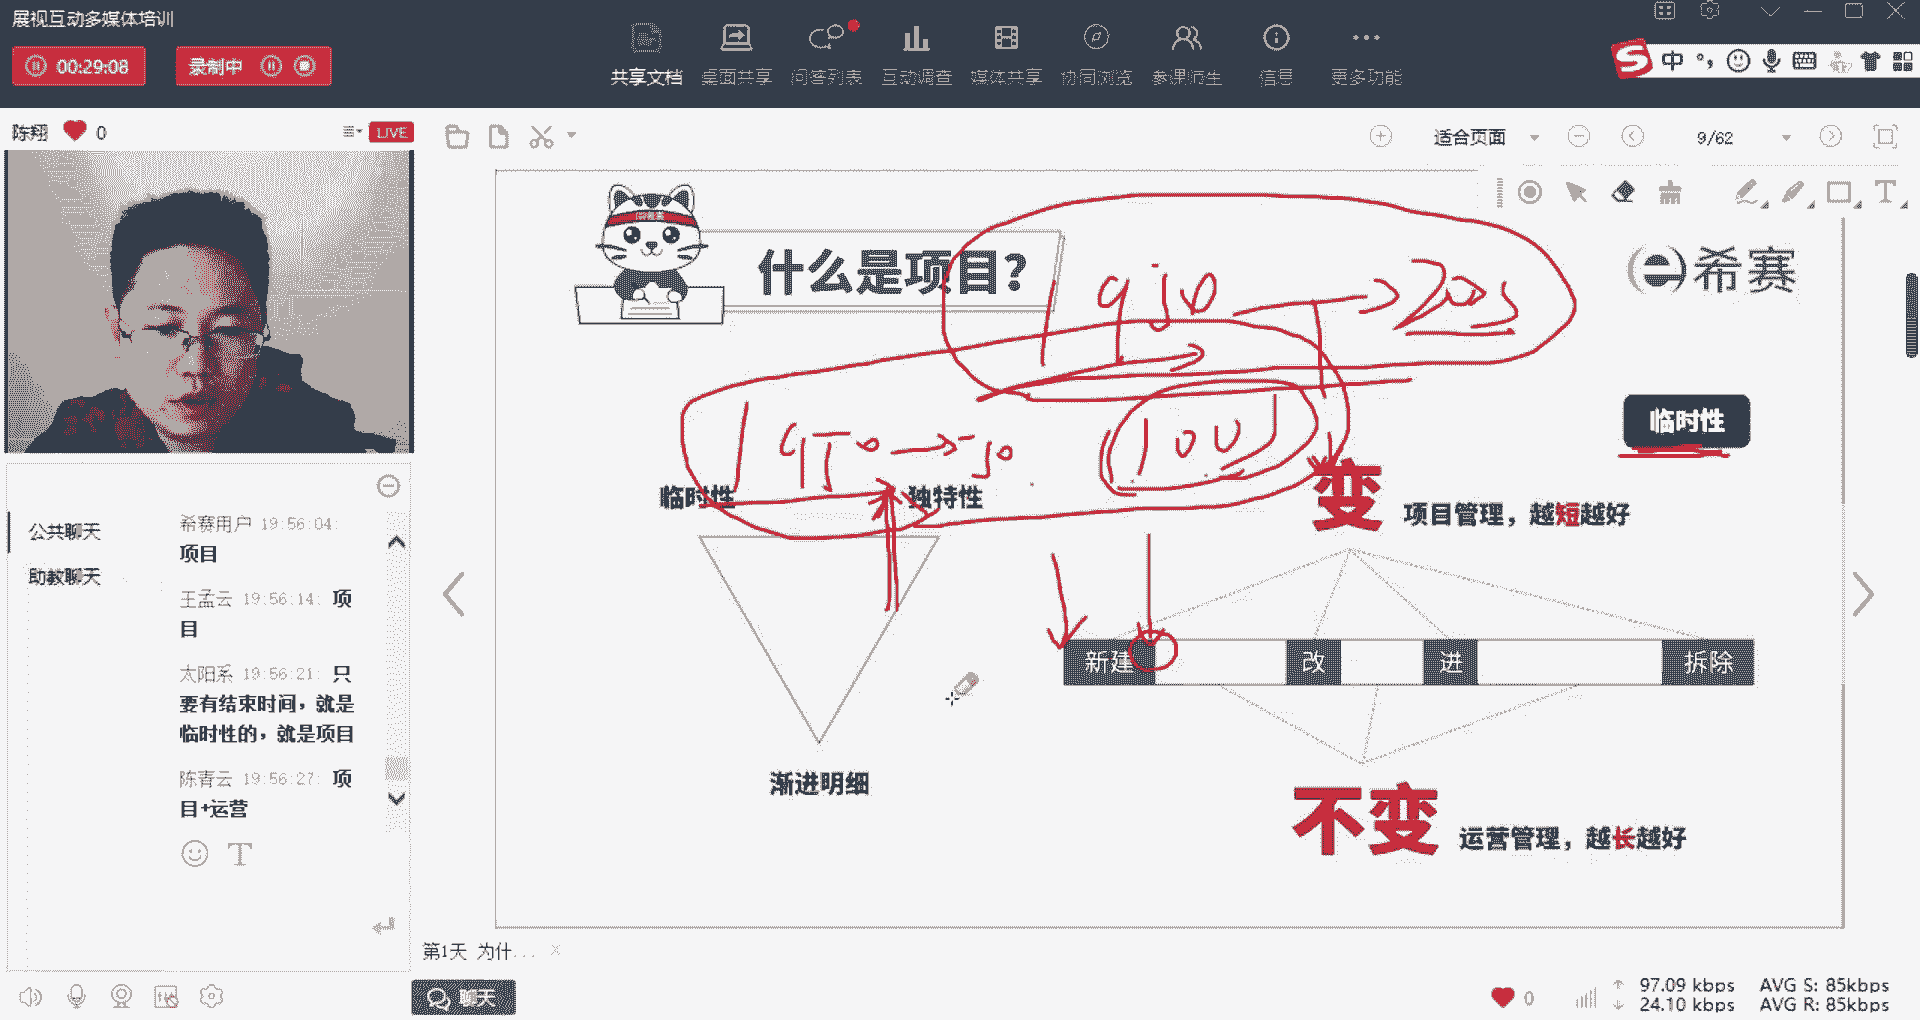 展视互动多媒体培训
00:29:08
录制中
共享文档 桌面共享 问答列表 互动调查 媒体共享 协同浏览 参课师生 信息 更多功能
中
陈翔 0
LIVE
适合页面
9/62
什么是项目?
希赛
临时性
临时性 独特性
渐进明细
变 项目管理，越短越好
新建 改 进 拆除
不变 运营管理，越长越好
公共聊天
助教聊天
希赛用户 19:56:04:
项目
王孟云 19:56:14: 项
目
太阳系 19:56:21: 只
要有结束时间，就是
临时性的，就是项目
陈青云 19:56:27: 项
目+运营
第1天 为什...
聊天
0
97.09 kbps AVG S: 85kbps
24.10 kbps AVG R: 85kbps